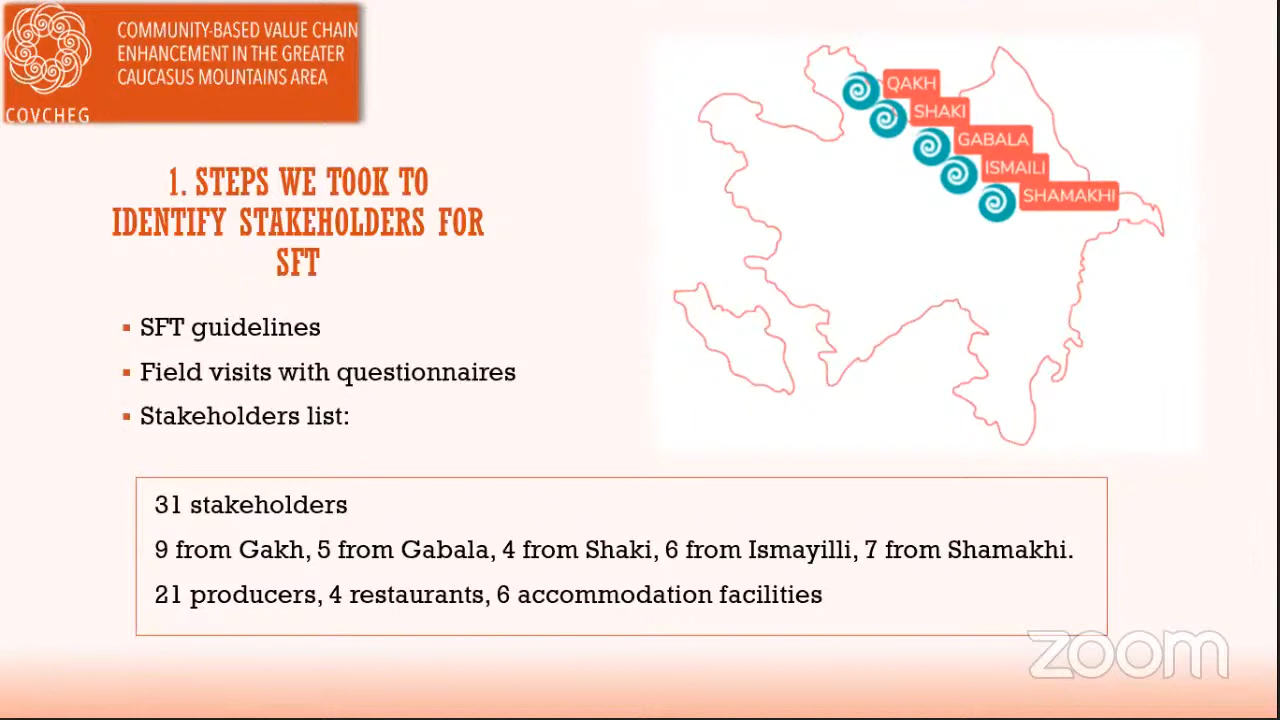 COMMUNITY-BASED VALUE CHAIN
ENHANCEMENT IN THE GREATER
CAUCASUS MOUNTAINS AREA
COVCHEG
1. STEPS WE TOOK TO
IDENTIFY STAKEHOLDERS FOR
SFT
▪ SFT guidelines
▪ Field visits with questionnaires
▪ Stakeholders list:
QAKH
SHAKI
GABALA
ISMAILI
SHAMAKHI
31 stakeholders
9 from Gakh, 5 from Gabala, 4 from Shaki, 6 from Ismayilli, 7 from Shamakhi.
21 producers, 4 restaurants, 6 accommodation facilities
zoom